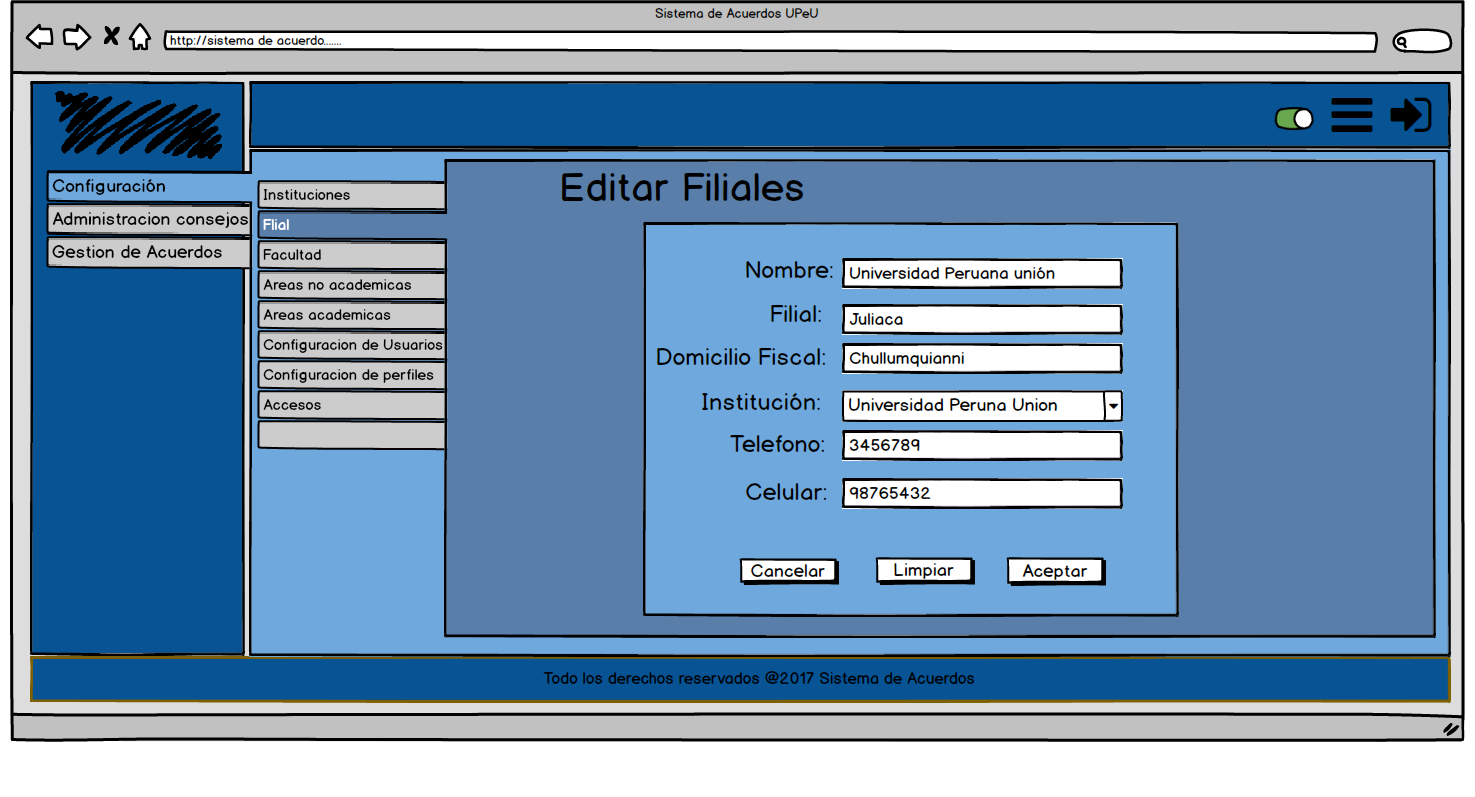 Sistema de Acuerdos UPeU
http://sistema de acuerdo......
Configuración
Administracion consejos
Gestion de Acuerdos
Instituciones
Flial
Facultad
Areas no academicas
Areas academicas
Configuracion de Usuarios
Configuracion de perfiles
Accesos
Editar Filiales
Nombre: Universidad Peruana unión
Filial: Juliaca
Domicilio Fiscal: Chullumquianni
Institución: Universidad Peruna Union
Telefono: 3456789
Celular: 98765432
Cancelar Limpiar Aceptar
Todo los derechos reservados @2017 Sistema de Acuerdos